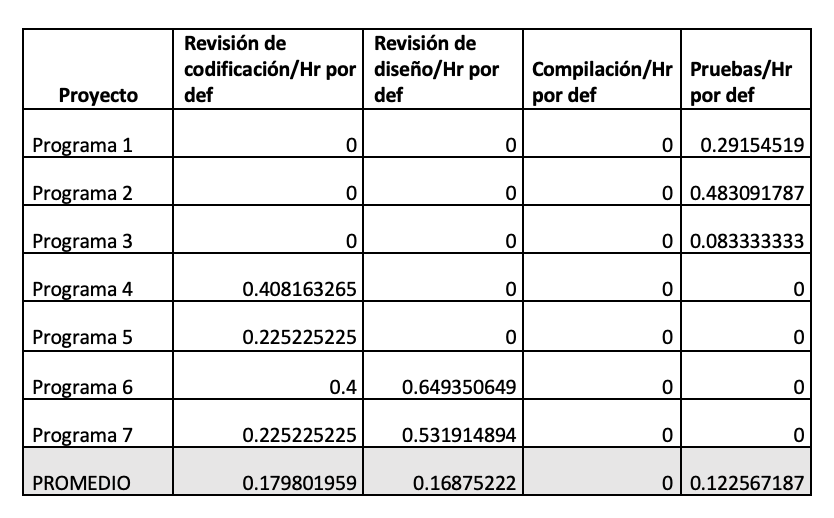 Proyecto Revisión de codificación/Hr por def Revisión de diseño/Hr por def Compilación/Hr por def Pruebas/Hr por def
Programa 1 0 0 0 0.29154519
Programa 2 0 0 0 0.483091787
Programa 3 0 0 0 0.083333333
Programa 4 0.408163265 0 0 0
Programa 5 0.225225225 0 0 0
Programa 6 0.4 0.649350649 0 0
Programa 7 0.225225225 0.531914894 0 0
PROMEDIO 0.179801959 0.16875222 0 0.122567187